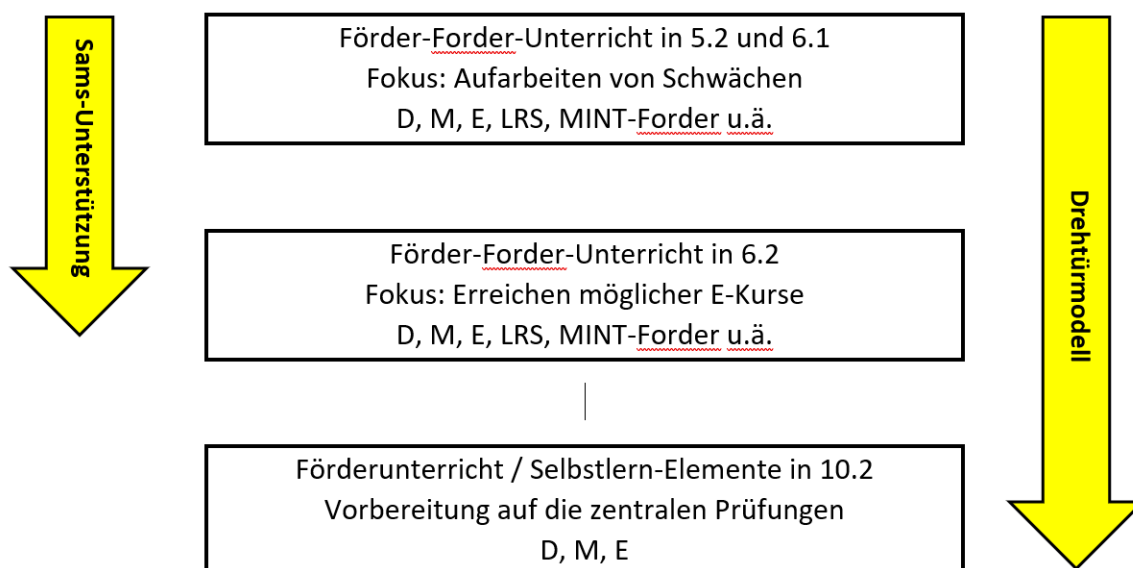 Sams-Unterstützung
Förder-Forder-Unterricht in 5.2 und 6.1
Fokus: Aufarbeiten von Schwächen
D, M, E, LRS, MINT-Forder u.ä.
Förder-Forder-Unterricht in 6.2
Fokus: Erreichen möglicher E-Kurse
D, M, E, LRS, MINT-Forder u.ä.
Förderunterricht / Selbstlern-Elemente in 10.2
Vorbereitung auf die zentralen Prüfungen
D, M, E
Drehtürmodell